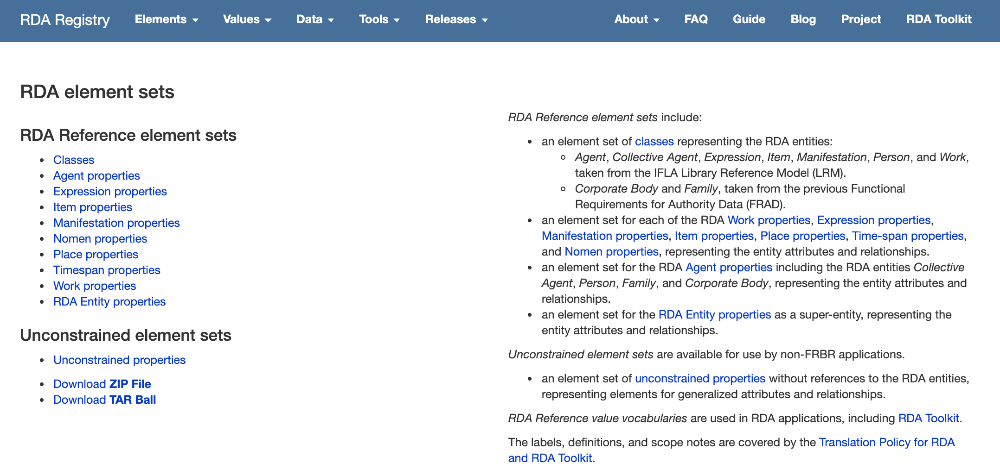 RDA Registry Elements Values Data Tools Releases About FAQ Guide Blog Project RDA Toolkit
RDA element sets
RDA Reference element sets
Classes
Agent properties
Expression properties
Item properties
Manifestation properties
Nomen properties
Place properties
Timespan properties
Work properties
RDA Entity properties
Unconstrained element sets
Unconstrained properties
Download ZIP File
Download TAR Ball
RDA Reference element sets include:
an element set of classes representing the RDA entities:
Agent, Collective Agent, Expression, Item, Manifestation, Person, and Work,
taken from the IFLA Library Reference Model (LRM).
Corporate Body and Family, taken from the previous Functional
Requirements for Authority Data (FRAD).
an element set for each of the RDA Work properties, Expression properties,
Manifestation properties, Item properties, Place properties, Time-span properties,
and Nomen properties, representing the entity attributes and relationships.
an element set for the RDA Agent properties including the RDA entities Collective
Agent, Person, Family, and Corporate Body, representing the entity attributes and
relationships.
an element set for the RDA Entity properties as a super-entity, representing the
entity attributes and relationships.
Unconstrained element sets are available for use by non-FRBR applications.
an element set of unconstrained properties without references to the RDA entities,
representing elements for generalized attributes and relationships.
RDA Reference value vocabularies are used in RDA applications, including RDA Toolkit.
The labels, definitions, and scope notes are covered by the Translation Policy for RDA
and RDA Toolkit.